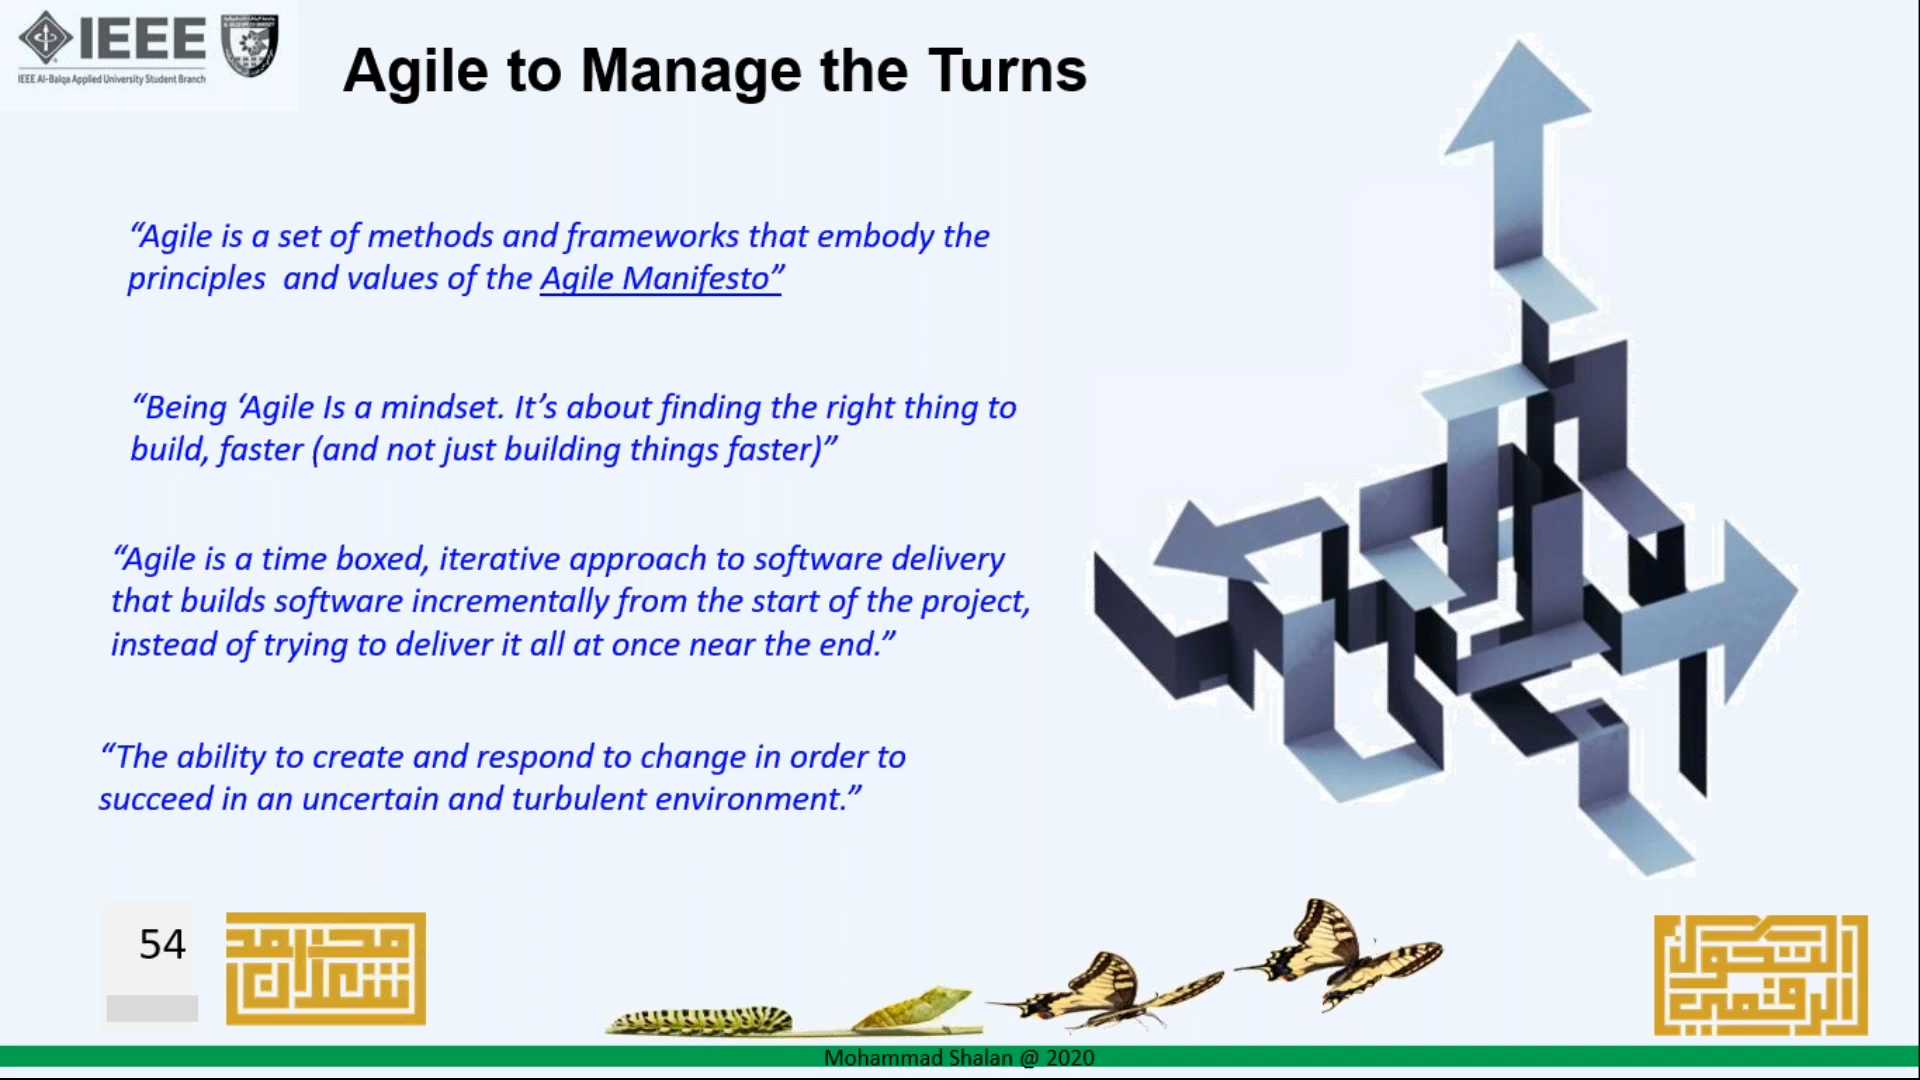 IEEE
IEEE Al-Balqa Applied University Student Branch
Agile to Manage the Turns
“Agile is a set of methods and frameworks that embody the
principles and values of the Agile Manifesto”
“Being ‘Agile Is a mindset. It’s about finding the right thing to
build, faster (and not just building things faster)”
“Agile is a time boxed, iterative approach to software delivery
that builds software incrementally from the start of the project,
instead of trying to deliver it all at once near the end.”
“The ability to create and respond to change in order to
succeed in an uncertain and turbulent environment.”
54
محمد
شعلان
التحول
الرقمي
Mohammad Shalan @ 2020